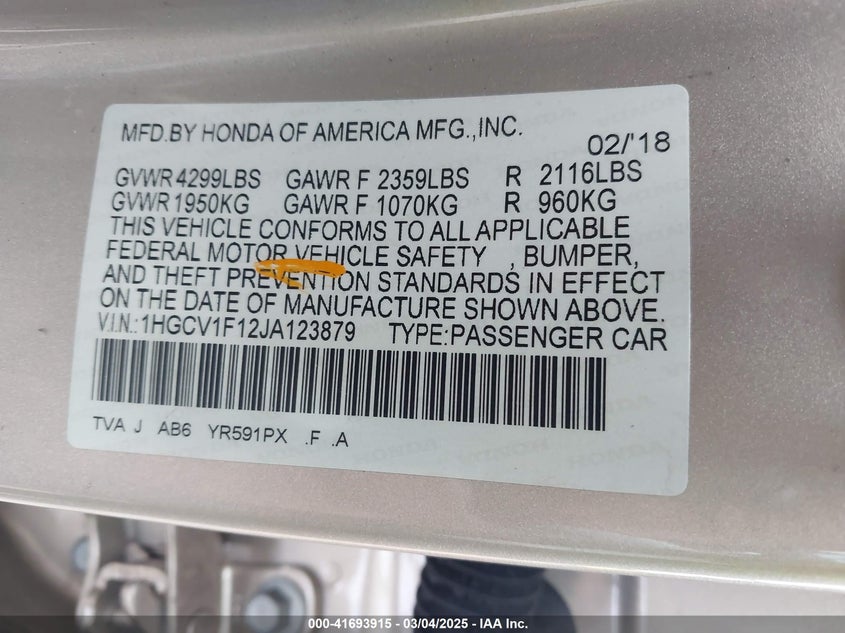 MFD.BY HONDA OF AMERICA MFG.,INC.
02/'18
GVWR 4299LBS GAWR F 2359LBS R 2116LBS
GVWR 1950KG GAWR F 1070KG R 960KG
THIS VEHICLE CONFORMS TO ALL APPLICABLE
FEDERAL MOTOR VEHICLE SAFETY , BUMPER,
AND THEFT PREVENTION STANDARDS IN EFFECT
ON THE DATE OF MANUFACTURE SHOWN ABOVE.
V.I.N.:1HGCV1F12JA123879 TYPE:PASSENGER CAR
TVA J AB6 YR591PX .F .A
000-41693915 - 03/04/2025 - IAA Inc.